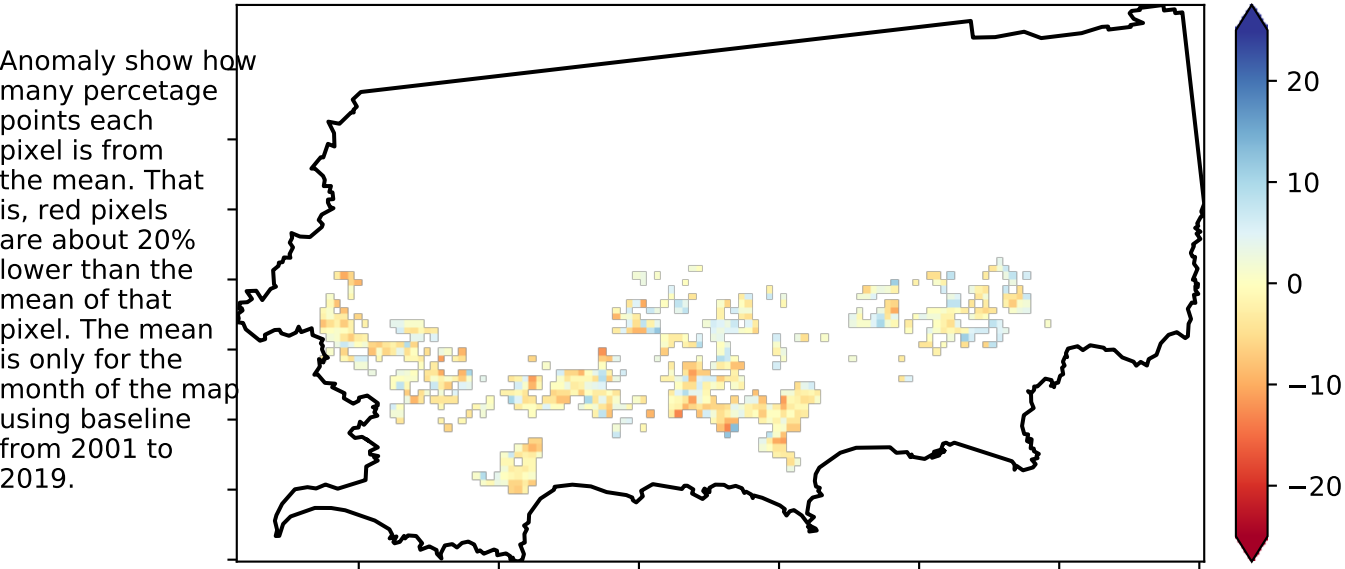 Anomaly show how
many percetage
points each
pixel is from
the mean. That
is, red pixels
are about 20%
lower than the
mean of that
pixel. The mean
is only for the
month of the map
using baseline
from 2001 to
2019.
20
10
0
−10
−20